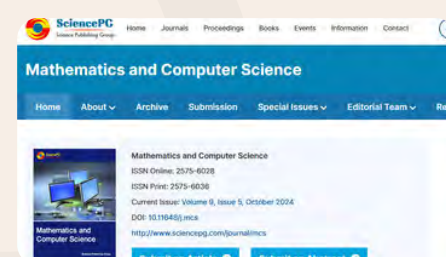 SciencePG
Science Publishing Group
Home Journals Proceedings Books Events Information Contact
Mathematics and Computer Science
Home About Archive Submission Special Issues Editorial Team Re
Mathematics and Computer Science
ISSN Online: 2575-6028
ISSN Print: 2575-6036
Current Issue: Volume 9, Issue 5, October 2024
DOI: 10.11648/j.mcs
http://www.sciencepg.com/journal/mcs
Mathematics and
Computer Science